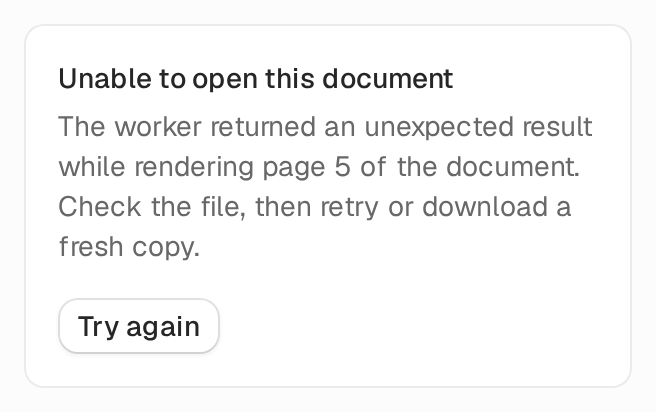 Unable to open this document
The worker returned an unexpected result
while rendering page 5 of the document.
Check the file, then retry or download a
fresh copy.
Try again